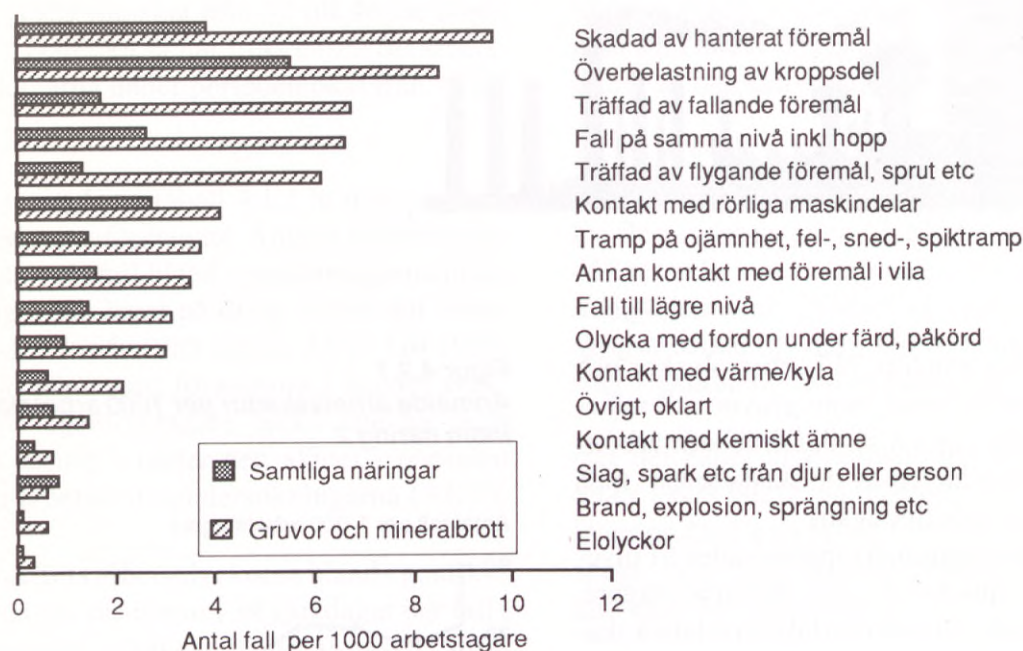 Skadad av hanterat föremål
Överbelastning av kroppsdel
Träffad av fallande föremål
Fall på samma nivå inkl hopp
Träffad av flygande föremål, sprut etc
Kontakt med rörliga maskindelar
Tramp på ojämnhet, fel-, sned-, spiktramp
Annan kontakt med föremål i vila
Fall till lägre nivå
Olycka med fordon under färd, påkörd
Kontakt med värme/kyla
Övrigt, oklart
Kontakt med kemiskt ämne
Slag, spark etc från djur eller person
Brand, explosion, sprängning etc
Elolyckor
Samtliga näringar
Gruvor och mineralbrott
0 2 4 6 8 10 12
Antal fall per 1000 arbetstagare